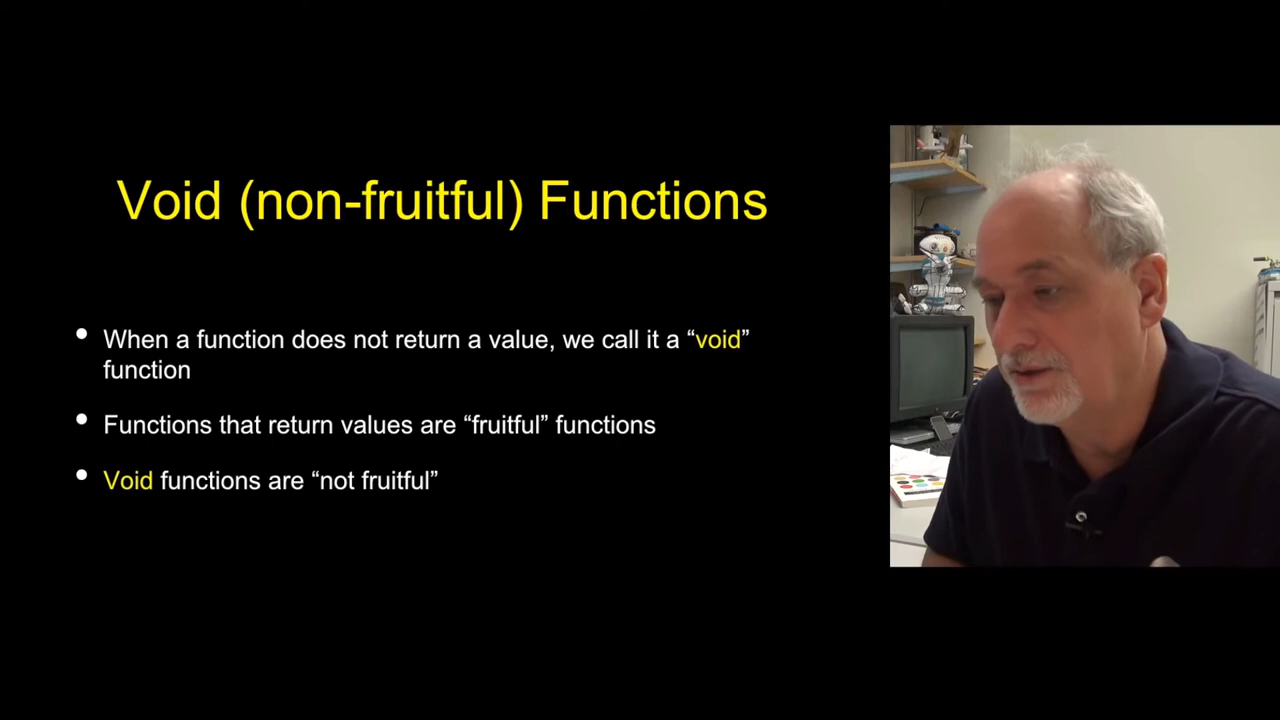 Void (non-fruitful) Functions
• When a function does not return a value, we call it a “void”
function
• Functions that return values are “fruitful” functions
• Void functions are “not fruitful”